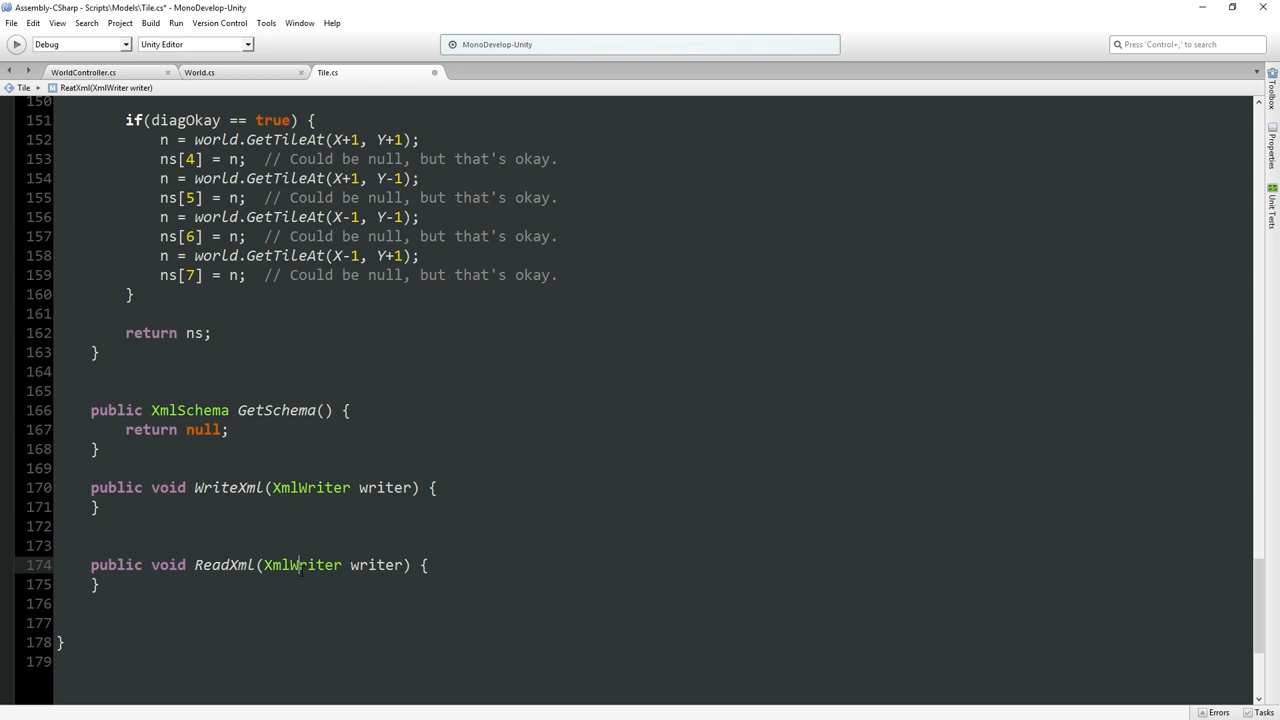 Assembly-CSharp - Scripts\Models\Tile.cs* - MonoDevelop-Unity
File Edit View Search Project Build Run Version Control Tools Window Help
Debug Unity Editor MonoDevelop-Unity Press 'Control+,' to search
WorldController.cs World.cs Tile.cs
Tile ReatXml(XmlWriter writer)
150
151 if(diagOkay == true) {
152 n = world.GetTileAt(X+1, Y+1);
153 ns[4] = n; // Could be null, but that's okay.
154 n = world.GetTileAt(X+1, Y-1);
155 ns[5] = n; // Could be null, but that's okay.
156 n = world.GetTileAt(X-1, Y-1);
157 ns[6] = n; // Could be null, but that's okay.
158 n = world.GetTileAt(X-1, Y+1);
159 ns[7] = n; // Could be null, but that's okay.
160 }
161
162 return ns;
163 }
164
165
166 public XmlSchema GetSchema() {
167 return null;
168 }
169
170 public void WriteXml(XmlWriter writer) {
171 }
172
173
174 public void ReadXml(XmlWriter writer) {
175 }
176
177
178 }
179
Toolbox
Properties
Unit Tests
Errors Tasks